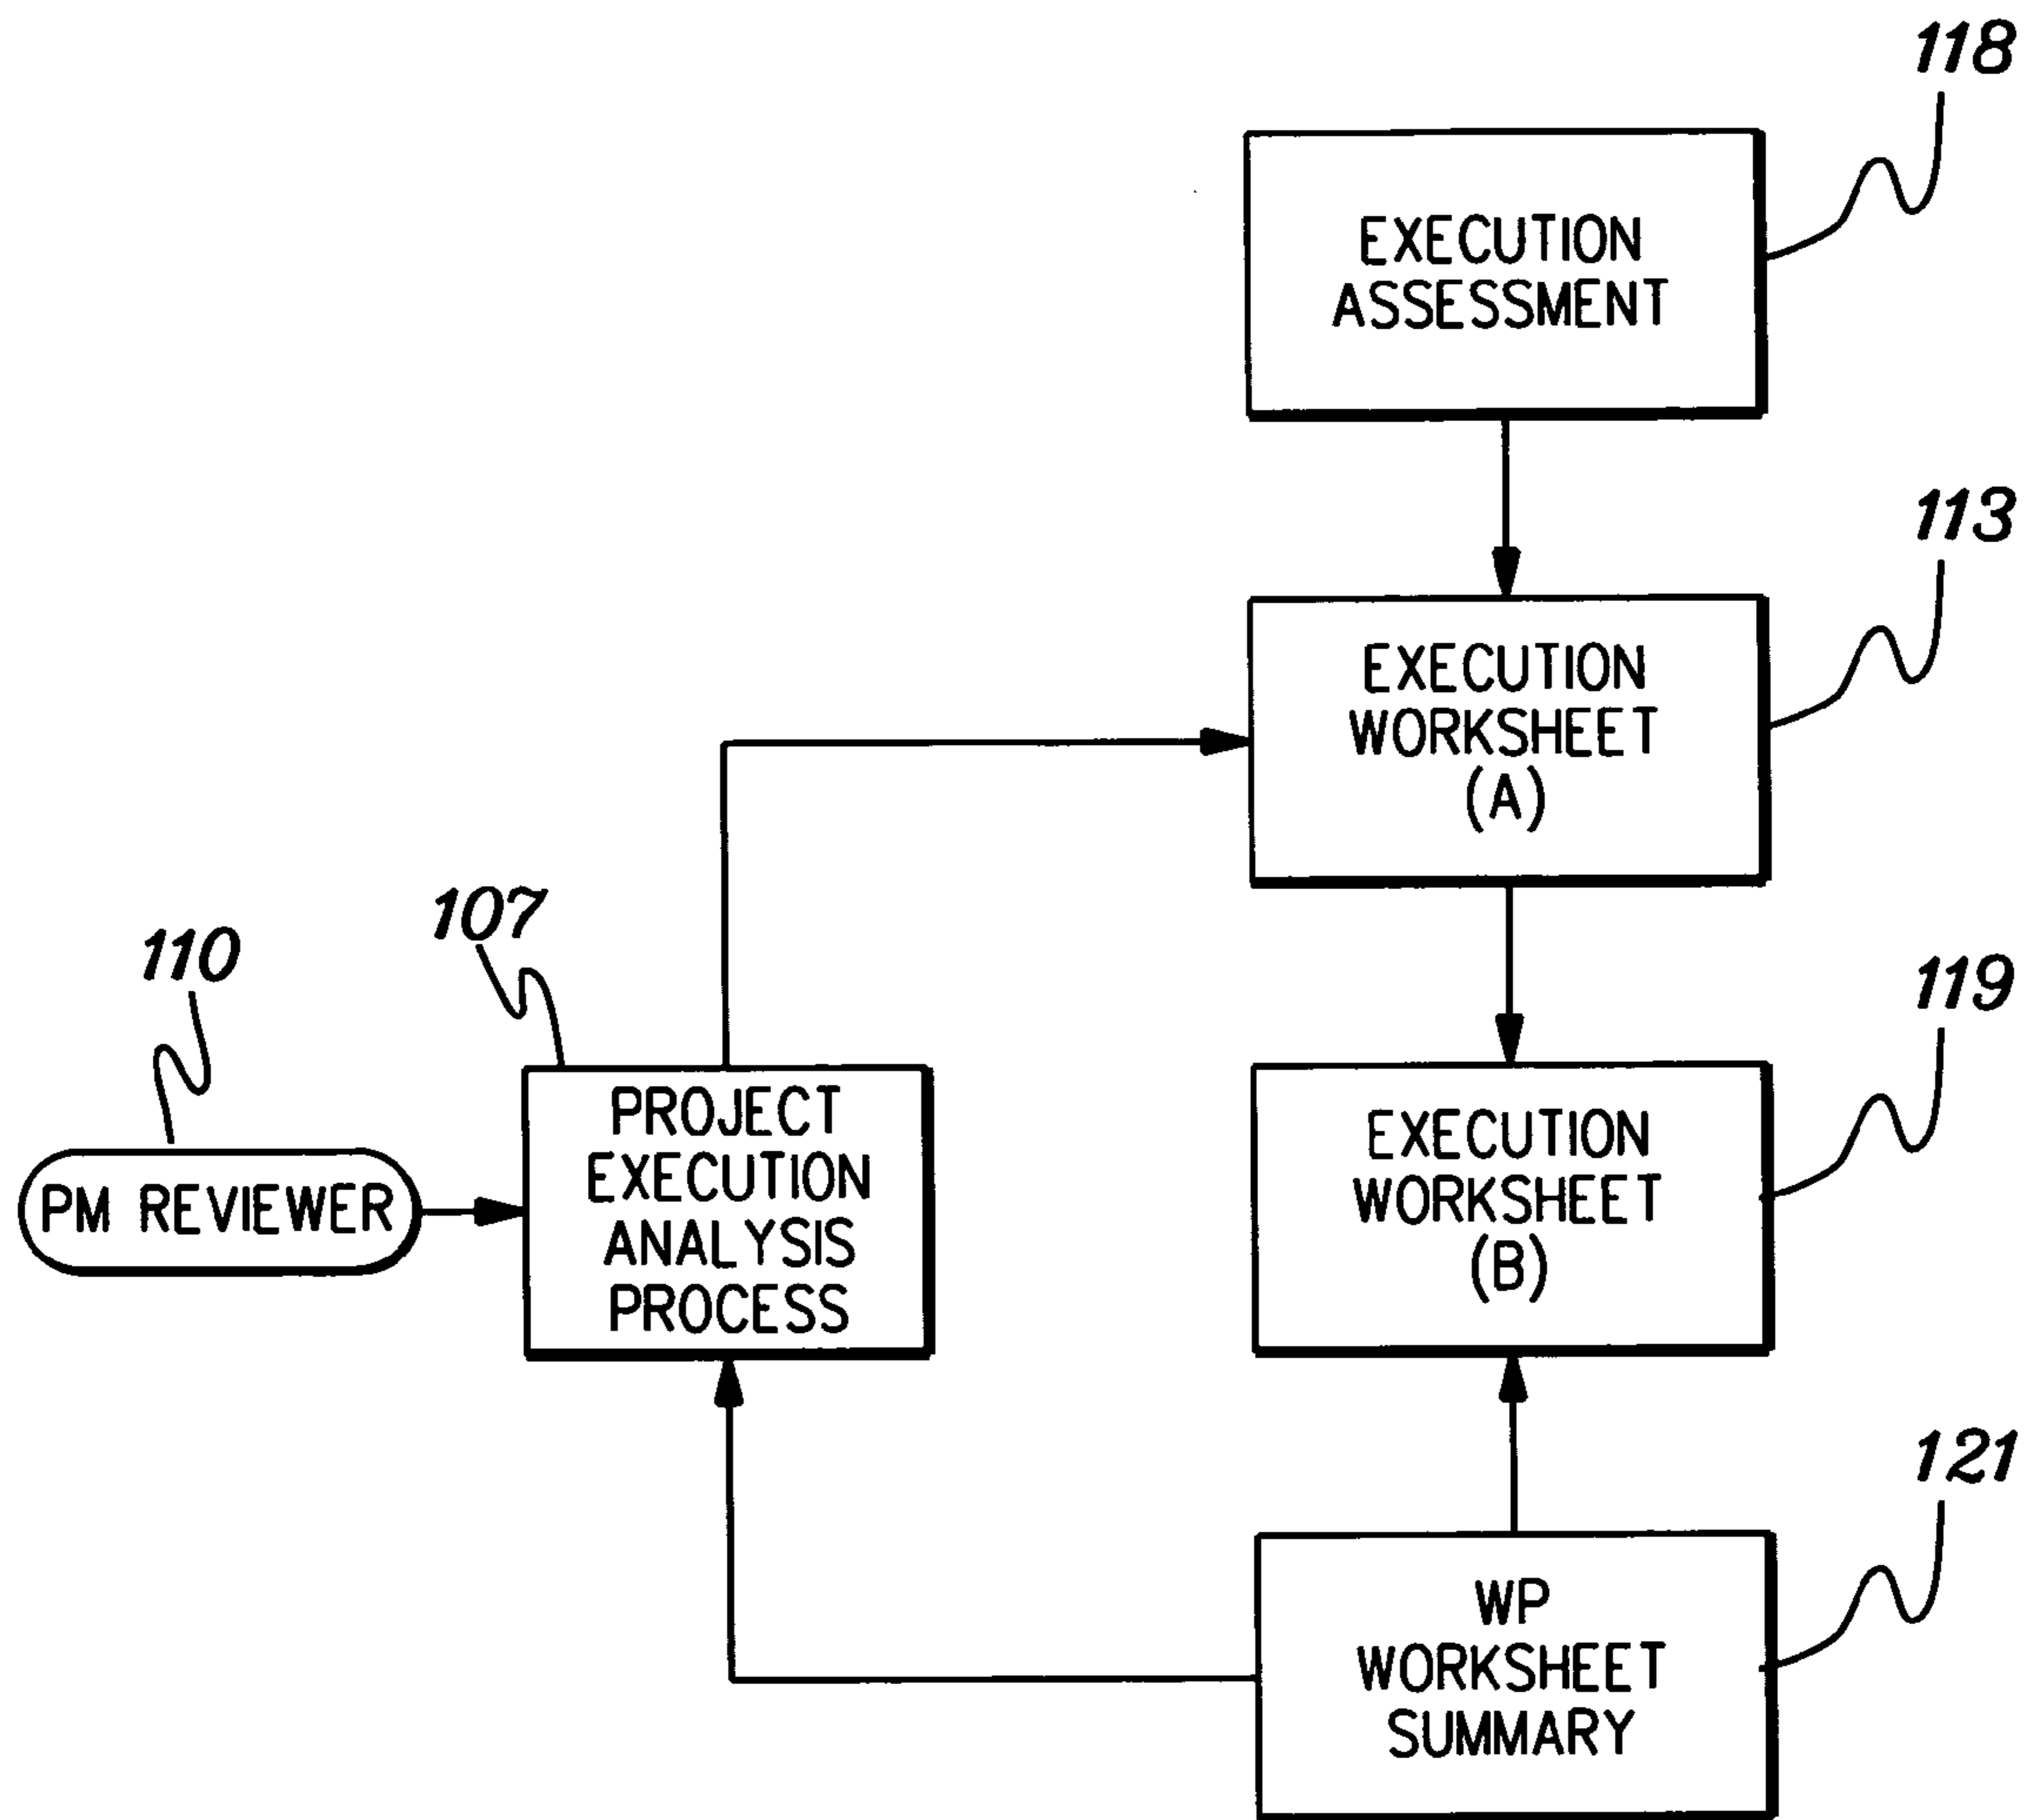 118
EXECUTION
ASSESSMENT
113
EXECUTION
WORKSHEET
(A)
107
110
PROJECT
EXECUTION
ANALYSIS
PROCESS
PM REVIEWER
119
EXECUTION
WORKSHEET
(B)
121
WP
WORKSHEET
SUMMARY